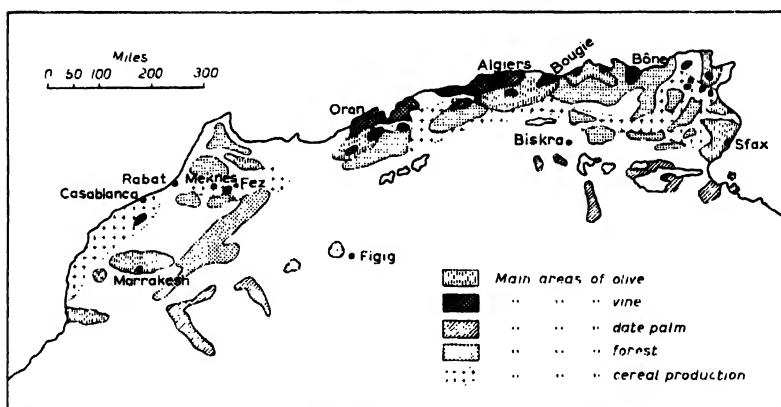 Miles
0 50 100 200 300
Algiers
Bougie
Bône
Oran
Biskra
Sfax
Rabat
Meknes
Fez
Casablanca
Figig
Marrakesh
Main areas of olive
" " " vine
" " " date palm
" " " forest
" " " cereal production